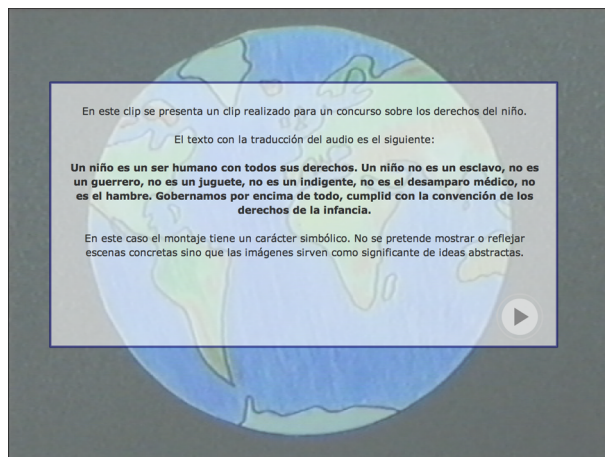 En este clip se presenta un clip realizado para un concurso sobre los derechos del niño.
El texto con la traducción del audio es el siguiente:
Un niño es un ser humano con todos sus derechos. Un niño no es un esclavo, no es
un guerrero, no es un juguete, no es un indigente, no es el desamparo médico, no
es el hambre. Gobernamos por encima de todo, cumplid con la convención de los
derechos de la infancia.
En este caso el montaje tiene un carácter simbólico. No se pretende mostrar o reflejar
escenas concretas sino que las imágenes sirven como significante de ideas abstractas.